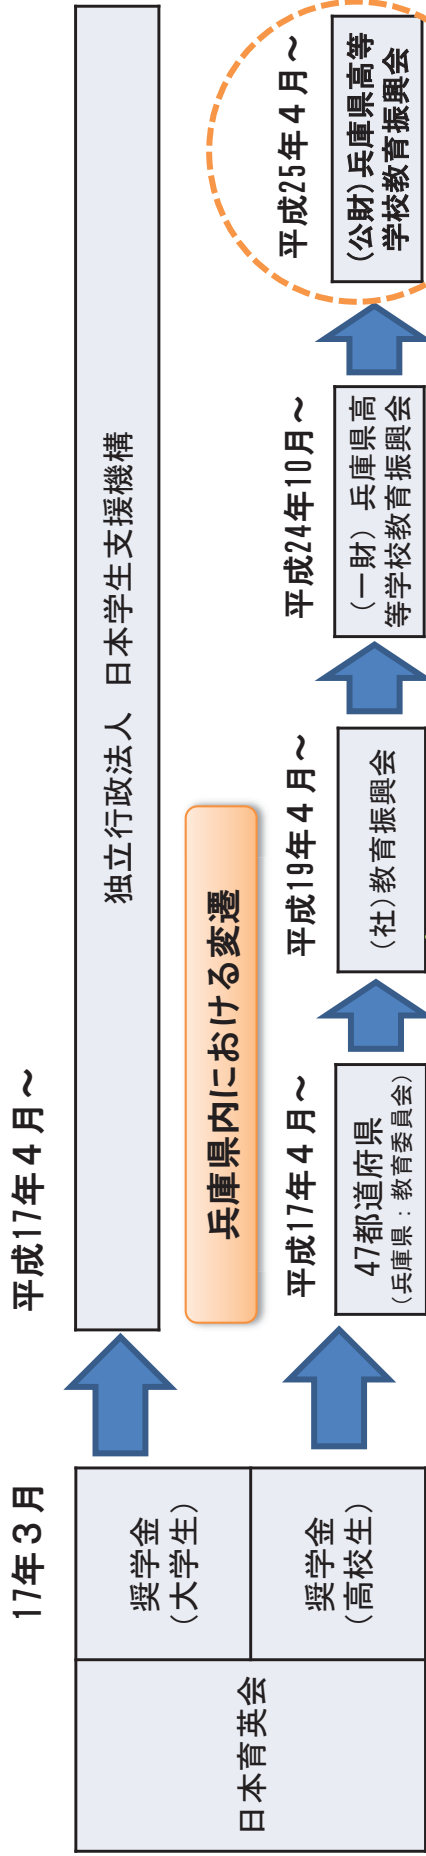 17年３月
平成17年４月～
日本育英会
奨学金
（大学生）
独立行政法人　日本学生支援機構
兵庫県内における変遷
奨学金
（高校生）
平成17年４月～
47都道府県
（兵庫県：教育委員会）
平成19年４月～
（社）教育振興会
平成24年10月～
（一財）兵庫県高
等学校教育振興会
平成25年４月～
（公財）兵庫県高等
学校教育振興会